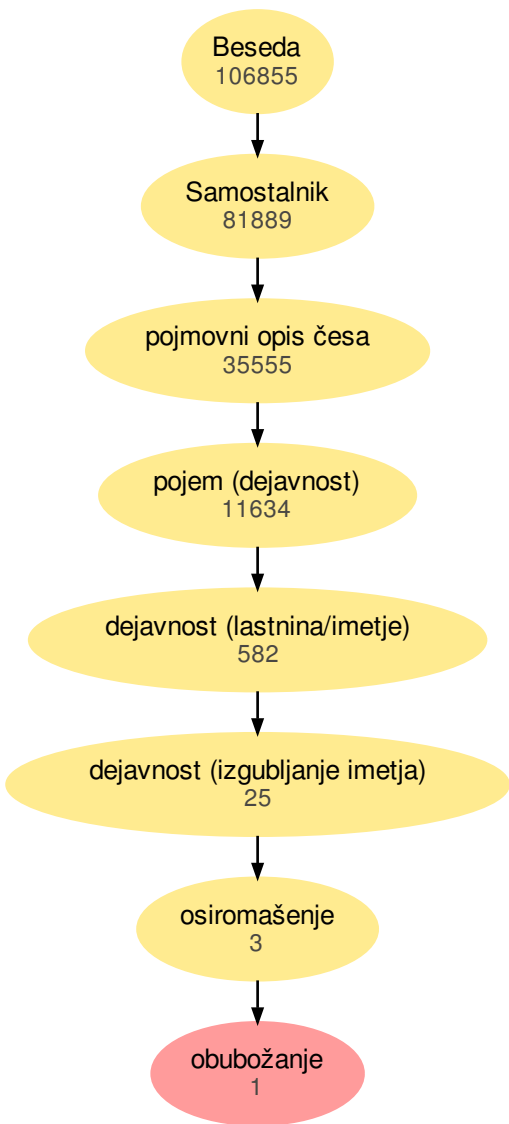 Beseda
106855
Samostalnik
81889
pojmovni opis česa
35555
pojem (dejavnost)
11634
dejavnost (lastnina/imetje)
582
dejavnost (izgubljanje imetja)
25
osiromašenje
3
obubožanje
1